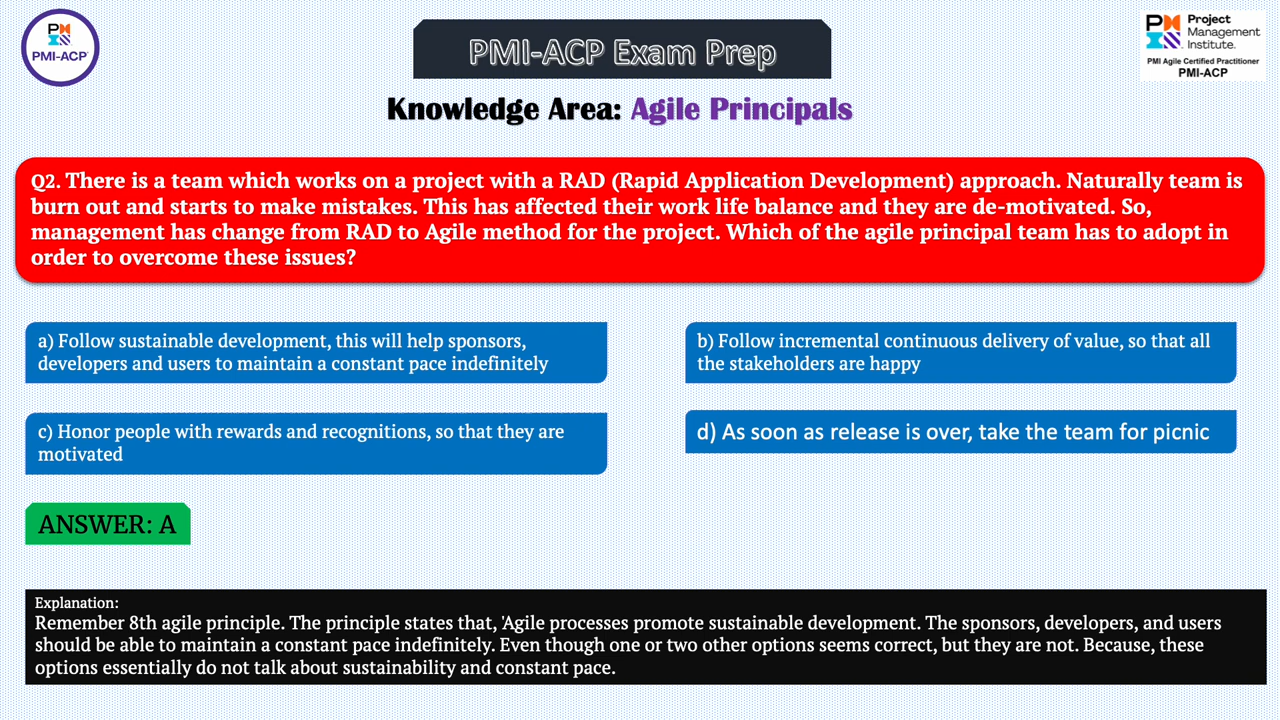 PMI-ACP
PMI-ACP Exam Prep
Project
Management
Institute.
PMI Agile Certified Practitioner
PMI-ACP
Knowledge Area: Agile Principals
Q2. There is a team which works on a project with a RAD (Rapid Application Development) approach. Naturally team is
burn out and starts to make mistakes. This has affected their work life balance and they are de-motivated. So,
management has change from RAD to Agile method for the project. Which of the agile principal team has to adopt in
order to overcome these issues?
a) Follow sustainable development, this will help sponsors,
developers and users to maintain a constant pace indefinitely
b) Follow incremental continuous delivery of value, so that all
the stakeholders are happy
c) Honor people with rewards and recognitions, so that they are
motivated
d) As soon as release is over, take the team for picnic
ANSWER: A
Explanation:
Remember 8th agile principle. The principle states that, 'Agile processes promote sustainable development. The sponsors, developers, and users
should be able to maintain a constant pace indefinitely. Even though one or two other options seems correct, but they are not. Because, these
options essentially do not talk about sustainability and constant pace.